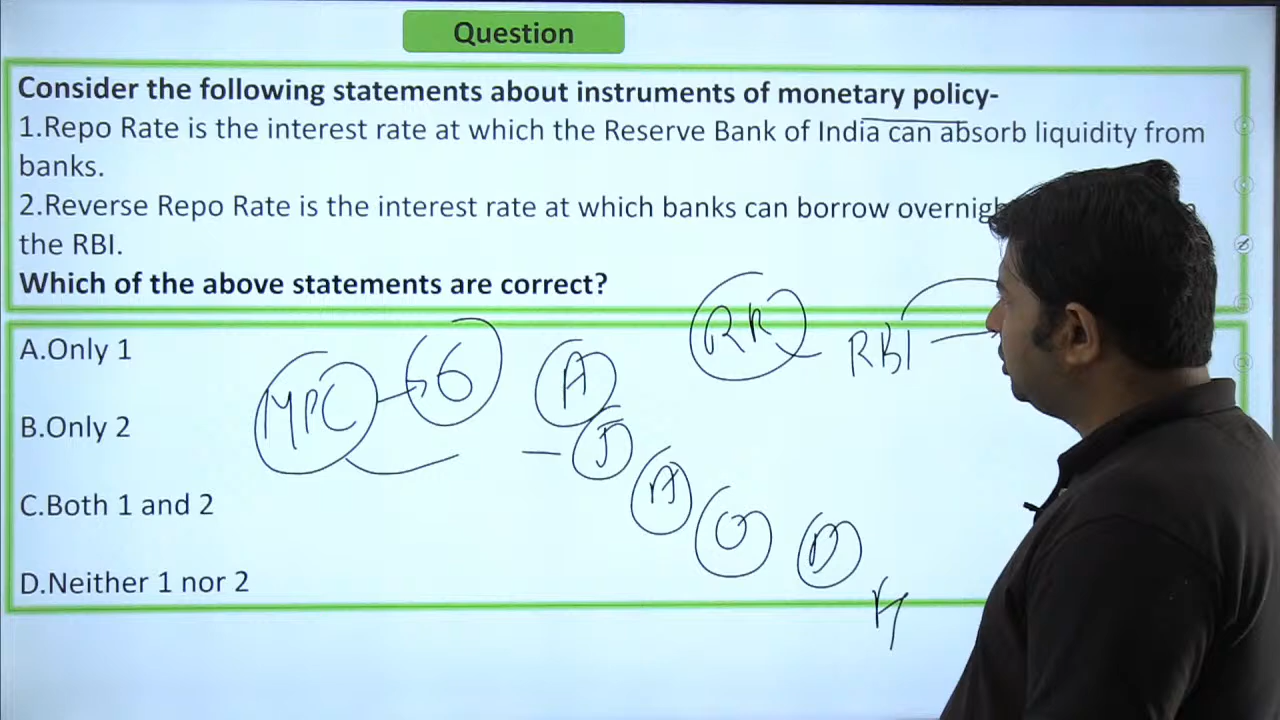 Question
Consider the following statements about instruments of monetary policy-
1.Repo Rate is the interest rate at which the Reserve Bank of India can absorb liquidity from
banks.
2.Reverse Repo Rate is the interest rate at which banks can borrow
the RBI.
Which of the above statements are correct?
A.Only 1
B.Only 2
C.Both 1 and 2
D.Neither 1 nor 2
RR RBI
MPC 6 A
J
A
O
D
F